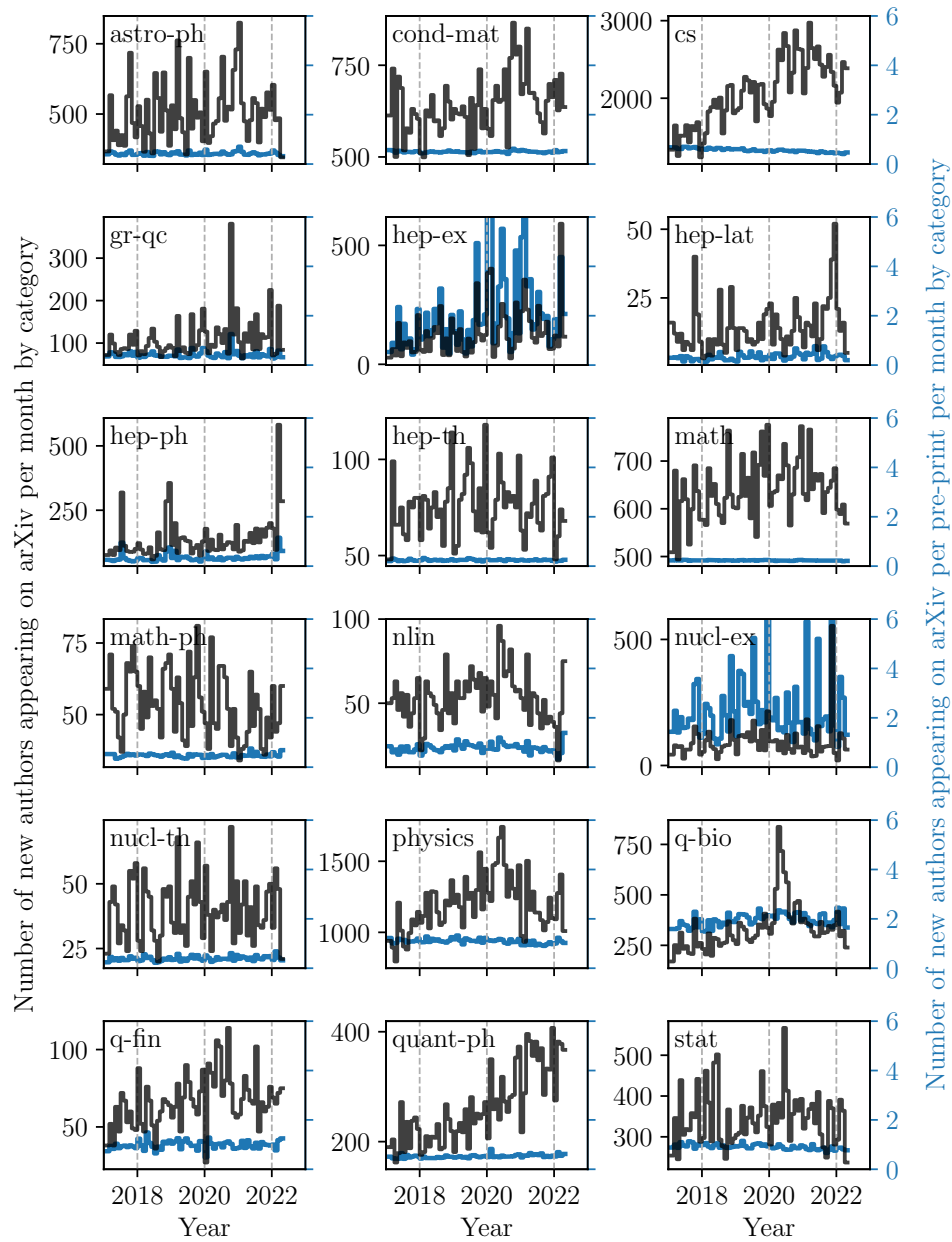 Number of new authors appearing on arXiv per month by category
astro-ph
750
500
cond-mat
750
500
cs
3000
2000
6
4
2
0
gr-qc
300
200
100
hep-ex
500
0
hep-lat
50
25
6
4
2
0
hep-ph
500
250
hep-th
100
50
math
700
600
500
6
4
2
0
math-ph
75
50
nlin
100
50
nucl-ex
500
0
6
4
2
0
nucl-th
50
25
physics
1500
1000
q-bio
750
500
250
6
4
2
0
q-fin
100
50
2018 2020 2022
Year
quant-ph
400
200
2018 2020 2022
Year
stat
500
400
300
6
4
2
0
2018 2020 2022
Year
Number of new authors appearing on arXiv per pre-print per month by category